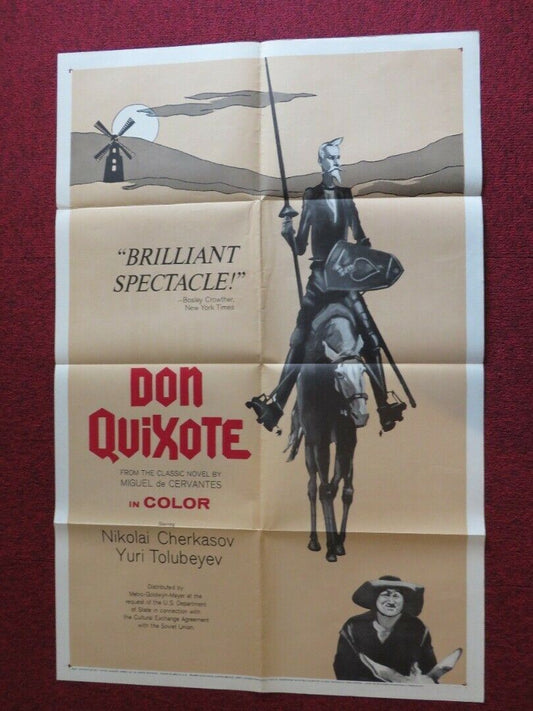 “BRILLIANT
SPECTACLE!”
—Bosley Crowther,
New York Times
DON
QUiXOTE
FROM THE CLASSIC NOVEL BY
MIGUEL de CERVANTES
IN COLOR
Starring
Nikolai Cherkasov
Yuri Tolubeyev
Distributed by
Metro-Goldwyn-Mayer at the
request of the U.S. Department
of State in connection with
the Cultural Exchange Agreement
with the Soviet Union.